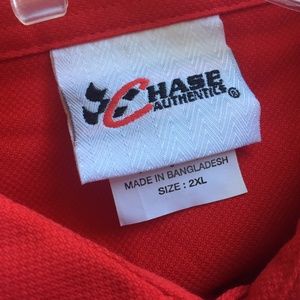 CHASE
AUTHENTICS®
MADE IN BANGLADESH
SIZE : 2XL